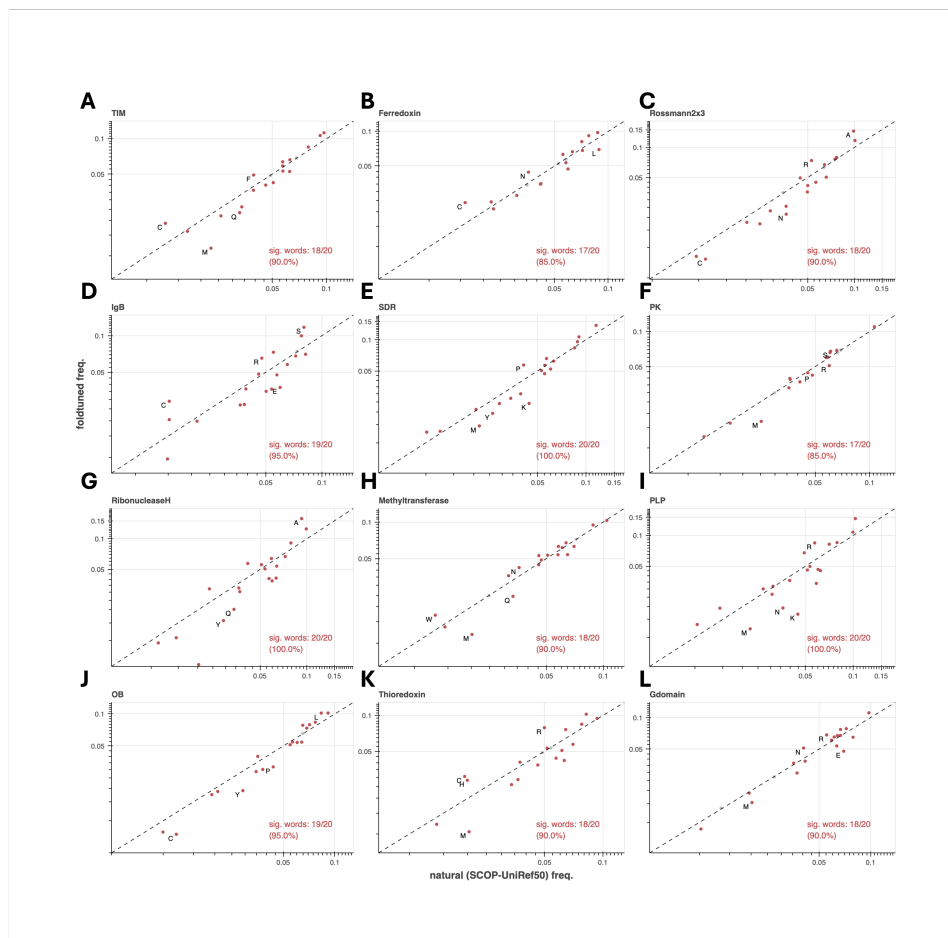 A
TIM
0.1
0.05
F
Q
C
M
sig. words: 18/20
(90.0%)
0.05
0.1
B
Ferredoxin
0.1
0.05
L
N
C
sig. words: 17/20
(85.0%)
0.05
0.1
C
Rossmann2x3
0.15
0.1
0.05
A
R
N
C
sig. words: 18/20
(90.0%)
0.05
0.1
0.15
D
IgB
0.1
0.05
S
R
E
C
sig. words: 19/20
(95.0%)
0.05
0.1
E
SDR
0.1
0.05
P
K
Y
M
sig. words: 20/20
(100.0%)
0.05
0.1
F
PK
0.1
0.05
S
R
P
M
sig. words: 17/20
(85.0%)
0.05
0.1
foldtuned freq.
G
RibonucleaseH
0.15
0.1
0.05
A
Q
Y
sig. words: 20/20
(100.0%)
0.05
0.1
0.15
H
Methyltransferase
0.1
0.05
N
Q
W
M
sig. words: 18/20
(90.0%)
0.05
0.1
I
PLP
0.15
0.1
0.05
R
N
K
M
sig. words: 20/20
(100.0%)
0.05
0.1
0.15
J
OB
0.1
0.05
L
P
Y
C
sig. words: 19/20
(95.0%)
0.05
0.1
K
Thioredoxin
0.1
0.05
R
C
H
M
sig. words: 18/20
(90.0%)
0.05
0.1
L
Gdomain
0.1
0.05
R
N
E
M
sig. words: 18/20
(90.0%)
0.05
0.1
natural (SCOP-UniRef50) freq.